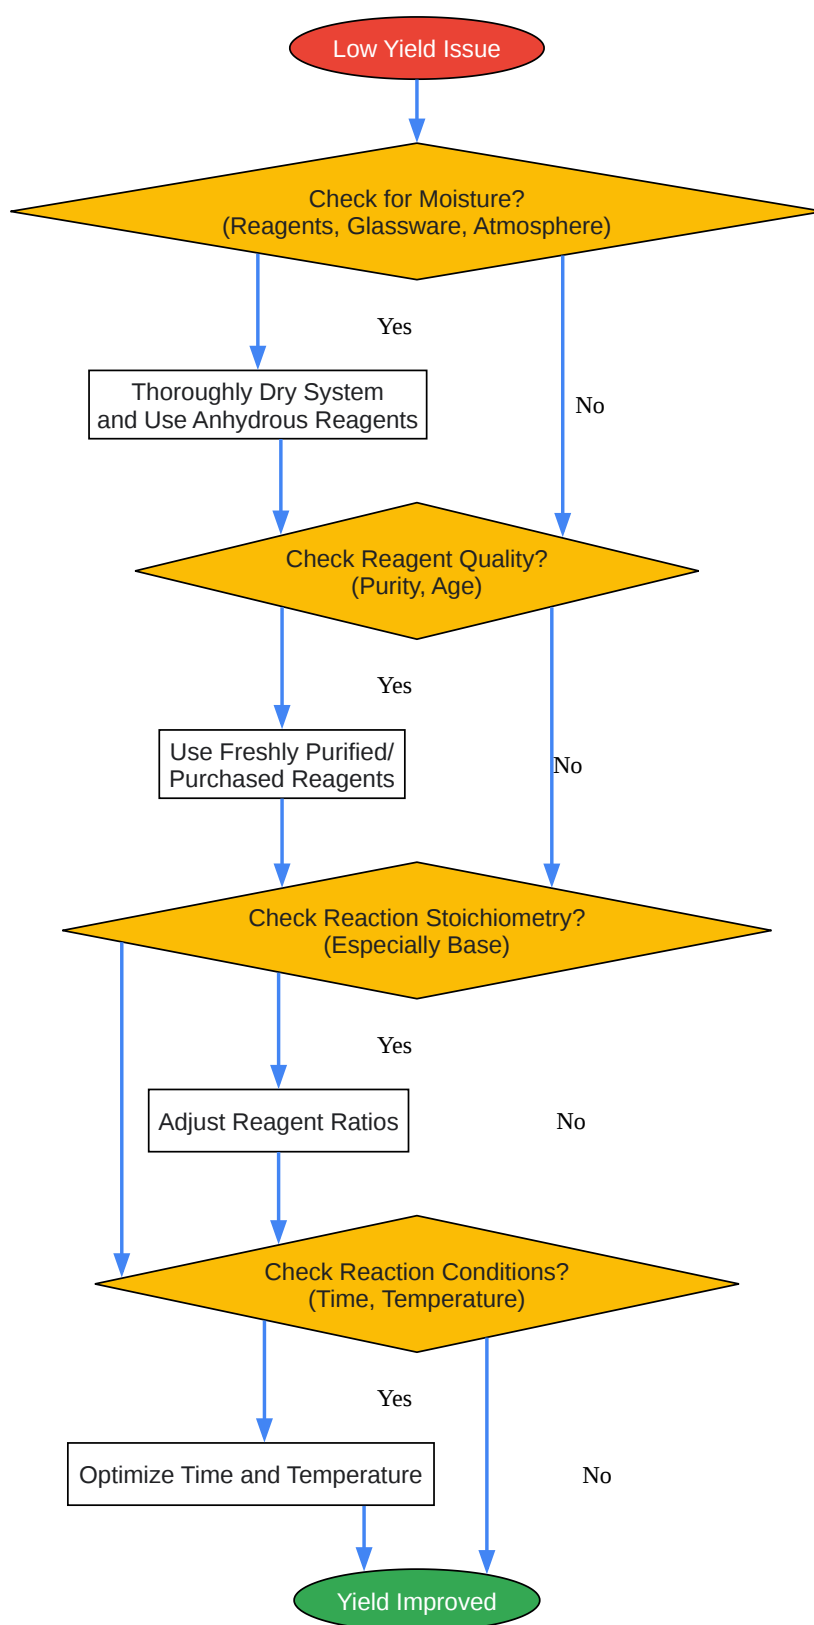 Low Yield Issue
Check for Moisture?
(Reagents, Glassware, Atmosphere)
Yes
Thoroughly Dry System
and Use Anhydrous Reagents
No
Check Reagent Quality?
(Purity, Age)
Yes
Use Freshly Purified/
Purchased Reagents
No
Check Reaction Stoichiometry?
(Especially Base)
Yes
Adjust Reagent Ratios
No
Check Reaction Conditions?
(Time, Temperature)
Yes
Optimize Time and Temperature
No
Yield Improved